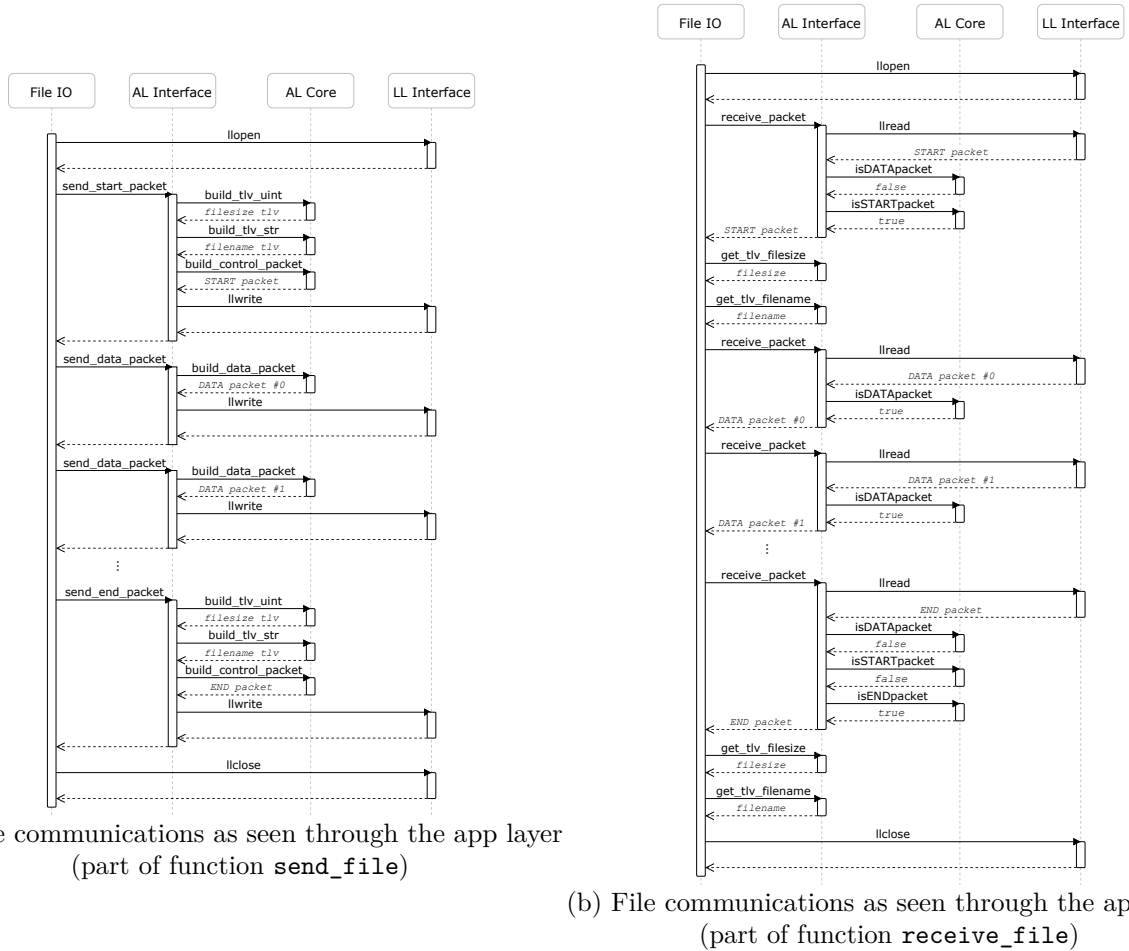 File IO
AL Interface
AL Core
LL Interface
llopen
send_start_packet
build_tlv_uint
filesize tlv
build_tlv_str
filename tlv
build_control_packet
START packet
llwrite
send_data_packet
build_data_packet
DATA packet #0
llwrite
send_data_packet
build_data_packet
DATA packet #1
llwrite
⋮
send_end_packet
build_tlv_uint
filesize tlv
build_tlv_str
filename tlv
build_control_packet
END packet
llwrite
llclose
e communications as seen through the app layer
(part of function send_file)
File IO
AL Interface
AL Core
LL Interface
llopen
receive_packet
llread
START packet
isDATApacket
false
isSTARTpacket
true
START packet
get_tlv_filesize
filesize
get_tlv_filename
filename
receive_packet
llread
DATA packet #0
isDATApacket
true
DATA packet #0
receive_packet
llread
DATA packet #1
isDATApacket
true
DATA packet #1
⋮
receive_packet
llread
END packet
isDATApacket
false
isSTARTpacket
false
isENDpacket
true
END packet
get_tlv_filesize
filesize
get_tlv_filename
filename
llclose
(b) File communications as seen through the ap
(part of function receive_file)